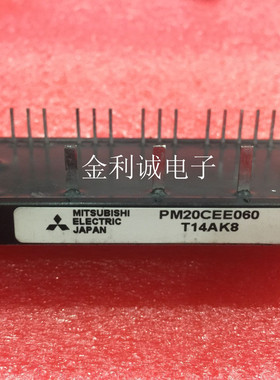 金利诚电子
MITSUBISHI
ELECTRIC
JAPAN
PM20CEE060
T14AK8